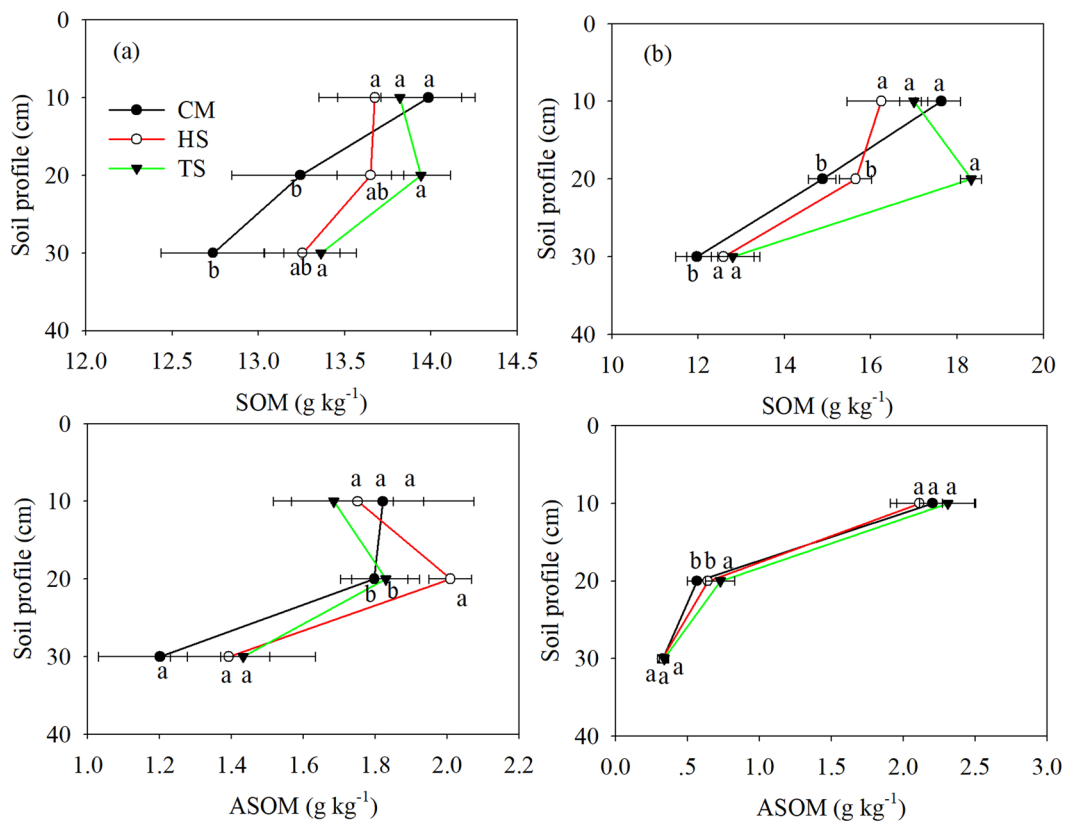 0
(a)
a a a
10
CM
HS
TS
20
b ab a
30
b ab a
40
12.0 12.5 13.0 13.5 14.0 14.5
Soil profile (cm)
SOM (g kg-1)
0
(b)
a a a
10
b b a
20
30
b a a
40
10 12 14 16 18 20
Soil profile (cm)
SOM (g kg-1)
0
a a a
10
20
b b a
30
a a a
40
1.0 1.2 1.4 1.6 1.8 2.0 2.2
Soil profile (cm)
ASOM (g kg-1)
0
10
a a a
b b a
20
30
a a a
40
0.0 .5 1.0 1.5 2.0 2.5 3.0
Soil profile (cm)
ASOM (g kg-1)